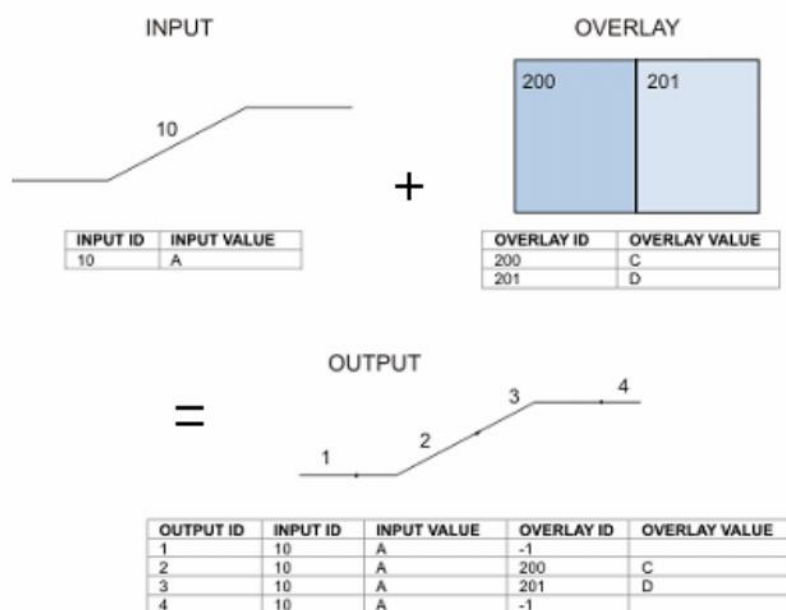 INPUT
OVERLAY
10
200
201
+
INPUT ID INPUT VALUE
10 A
OVERLAY ID OVERLAY VALUE
200 C
201 D
OUTPUT
=
1
2
3
4
OUTPUT ID INPUT ID INPUT VALUE OVERLAY ID OVERLAY VALUE
1 10 A -1
2 10 A 200 C
3 10 A 201 D
4 10 A -1